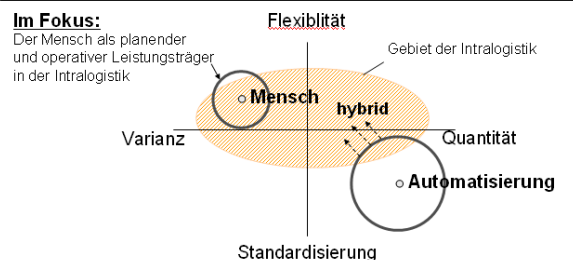 Im Fokus:
Der Mensch als planender
und operativer Leistungsträger
in der Intralogistik
Flexiblität
Gebiet der Intralogistik
Mensch
hybrid
Varianz
Quantität
Automatisierung
Standardisierung